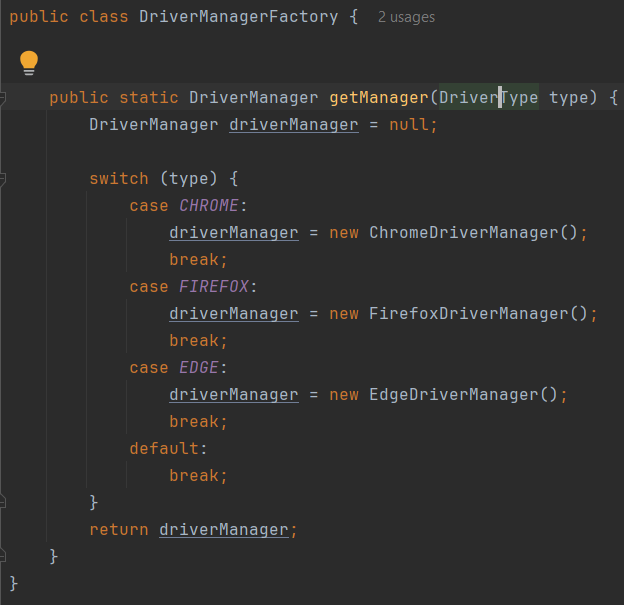 public class DriverManagerFactory {  2 usages
public static DriverManager getManager(DriverType type) {
DriverManager driverManager = null;
switch (type) {
case CHROME:
driverManager = new ChromeDriverManager();
break;
case FIREFOX:
driverManager = new FirefoxDriverManager();
break;
case EDGE:
driverManager = new EdgeDriverManager();
break;
default:
break;
}
return driverManager;
}
}